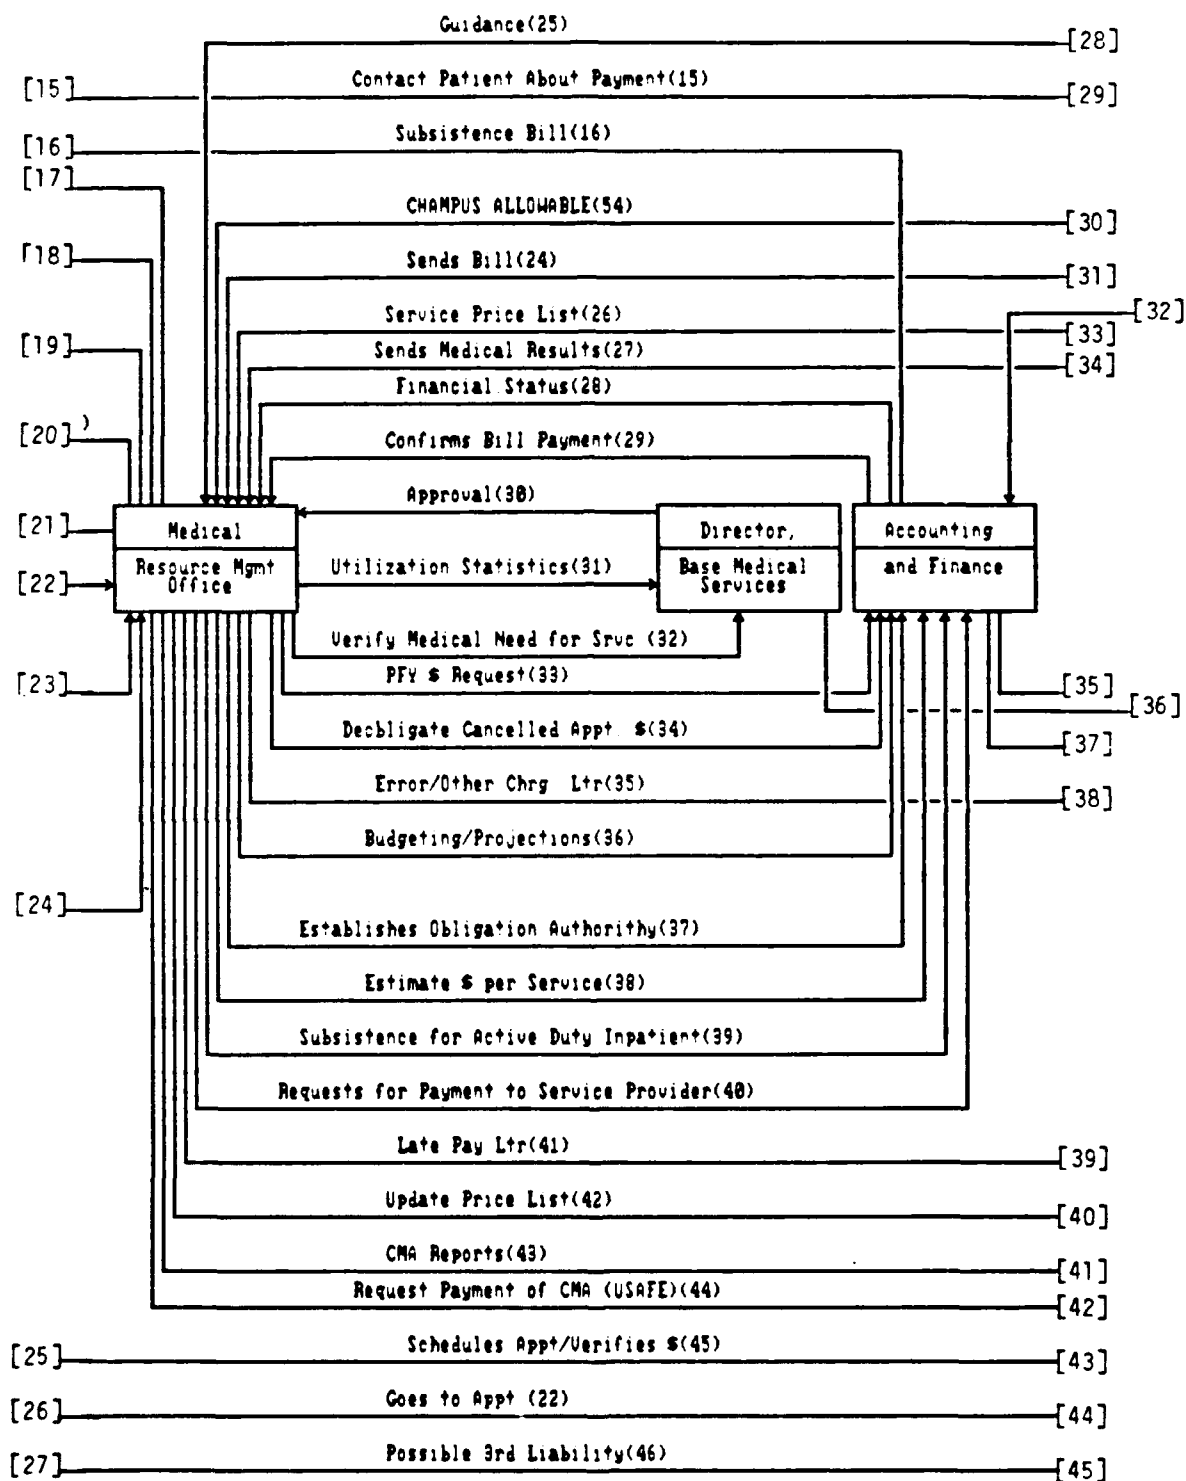 Guidance(25)
[28]
[15] Contact Patient About Payment(15) [29]
Subsistence Bill(16)
[16]
[17]
CHAMPUS ALLOWABLE(54) [30]
[18]
Sends Bill(24) [31]
Service Price List(26) [32]
[33]
[19] Sends Medical Results(27) [34]
Financial Status(28)
[20] Confirms Bill Payment(29)
Approval(30)
[21] Medical Director, Accounting
[22] Resource Mgmt Office Utilization Statistics(31) Base Medical Services and Finance
Verify Medical Need for Srvc (32)
[23] PFY $ Request(33) [35]
[36]
Deobligate Cancelled Appt. $(34) [37]
Error/Other Chrg Ltr(35) [38]
Budgeting/Projections(36)
[24]
Establishes Obligation Authorithy(37)
Estimate $ per Service(38)
Subsistence for Active Duty Inpatient(39)
Requests for Payment to Service Provider(40)
Late Pay Ltr(41) [39]
Update Price List(42) [40]
CMA Reports(43) [41]
Request Payment of CMA (USAFE)(44) [42]
[25] Schedules Appt/Verifies $(45) [43]
[26] Goes to Appt (22) [44]
[27] Possible 3rd Liability(46) [45]